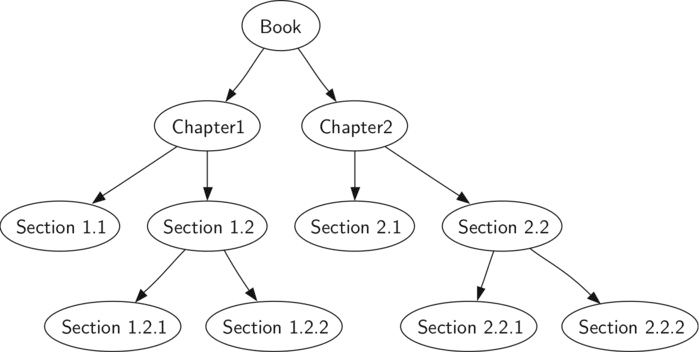 Book
Chapter1
Chapter2
Section 1.1
Section 1.2
Section 2.1
Section 2.2
Section 1.2.1
Section 1.2.2
Section 2.2.1
Section 2.2.2